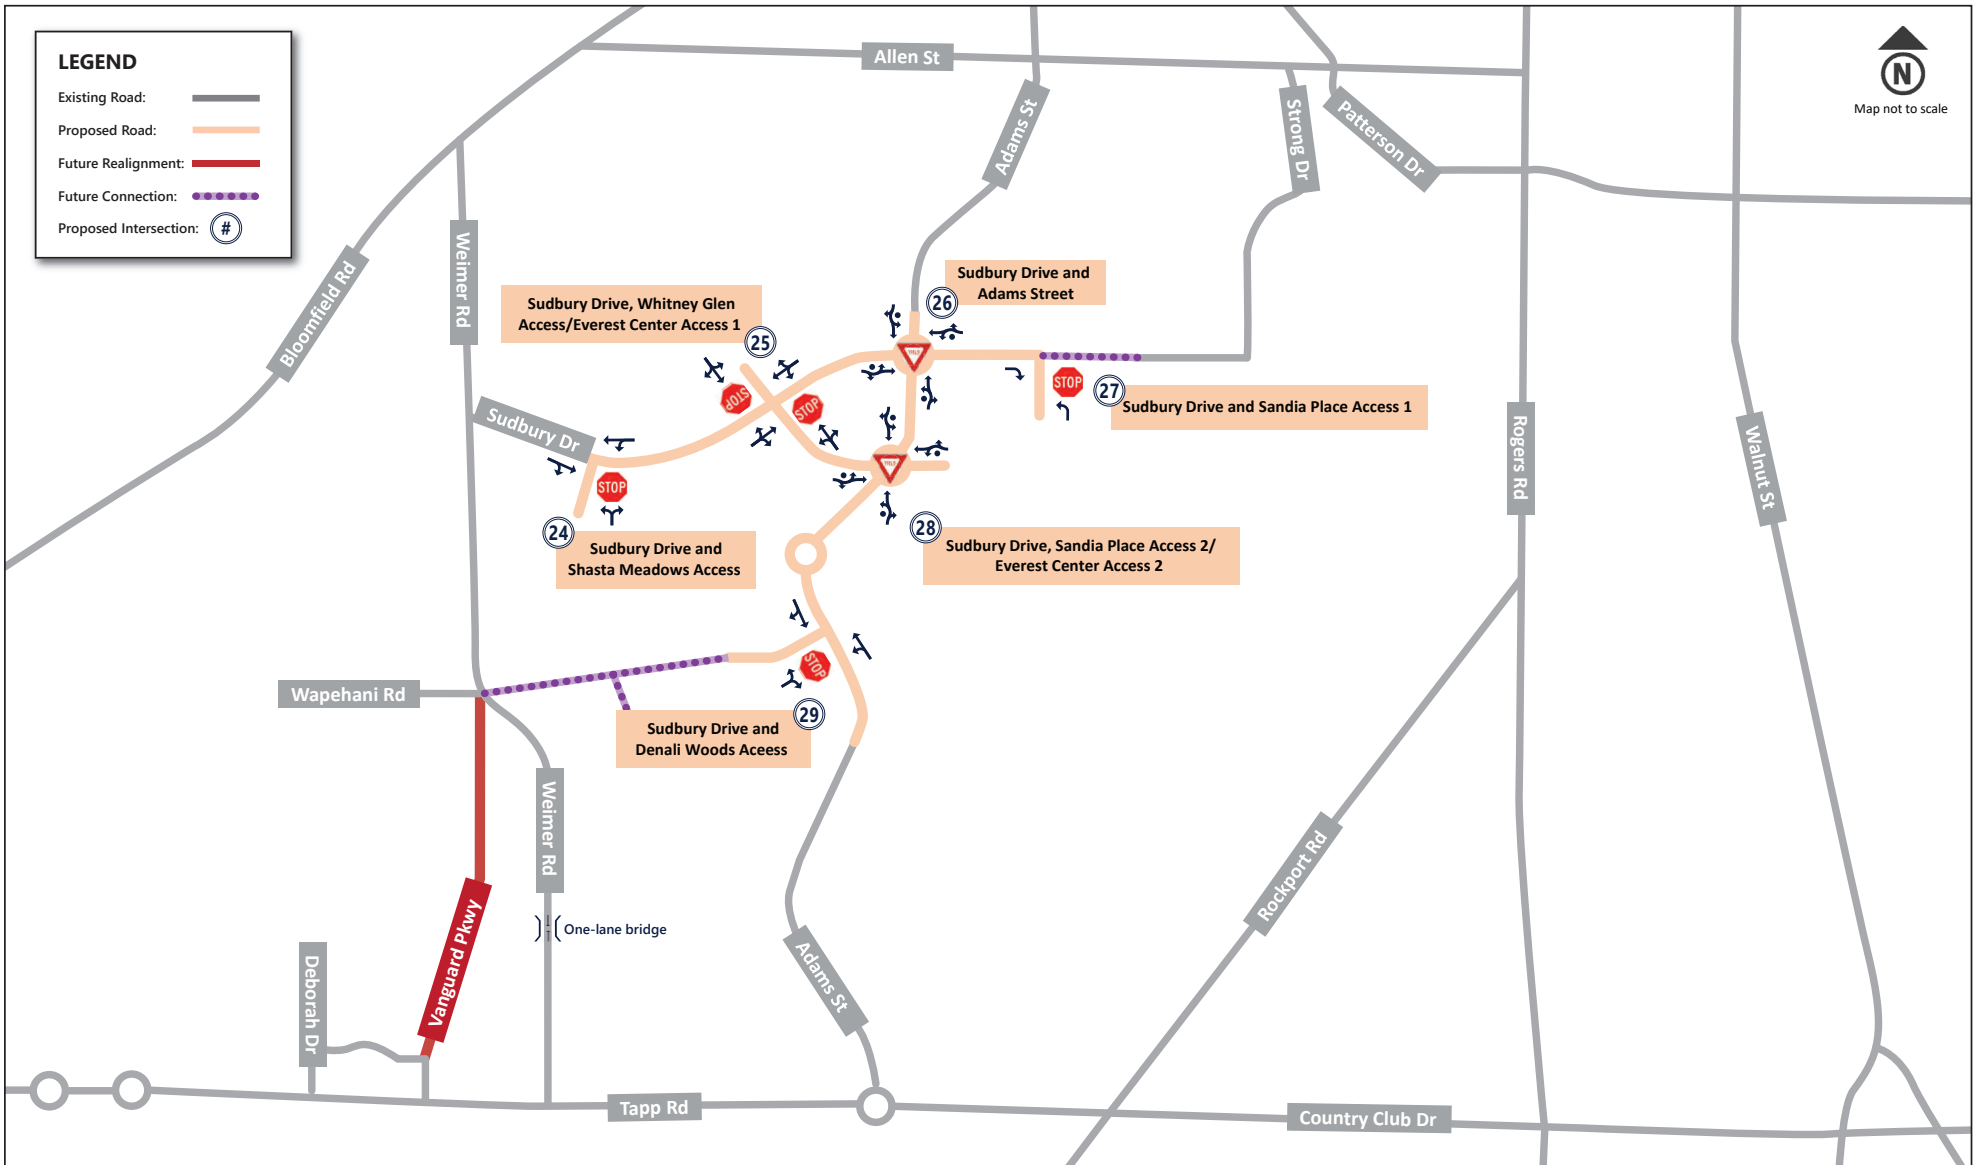 LEGEND
Existing Road:
Proposed Road:
Future Realignment:
Future Connection:
Proposed Intersection: #
N
Map not to scale
Allen St
Adams St
Strong Dr
Patterson Dr
Bloomfield Rd
Weimer Rd
Sudbury Drive and
Adams Street
26
Sudbury Drive, Whitney Glen
Access/Everest Center Access 1
25
YIELD
STOP
STOP
STOP
27
Sudbury Drive and Sandia Place Access 1
Sudbury Dr
Rogers Rd
Walnut St
YIELD
STOP
24
Sudbury Drive and
Shasta Meadows Access
28
Sudbury Drive, Sandia Place Access 2/
Everest Center Access 2
STOP
Wapehani Rd
29
Sudbury Drive and
Denali Woods Aceess
Weimer Rd
Rockport Rd
One-lane bridge
Vanguard Pkwy
Deborah Dr
Adams St
Tapp Rd
Country Club Dr